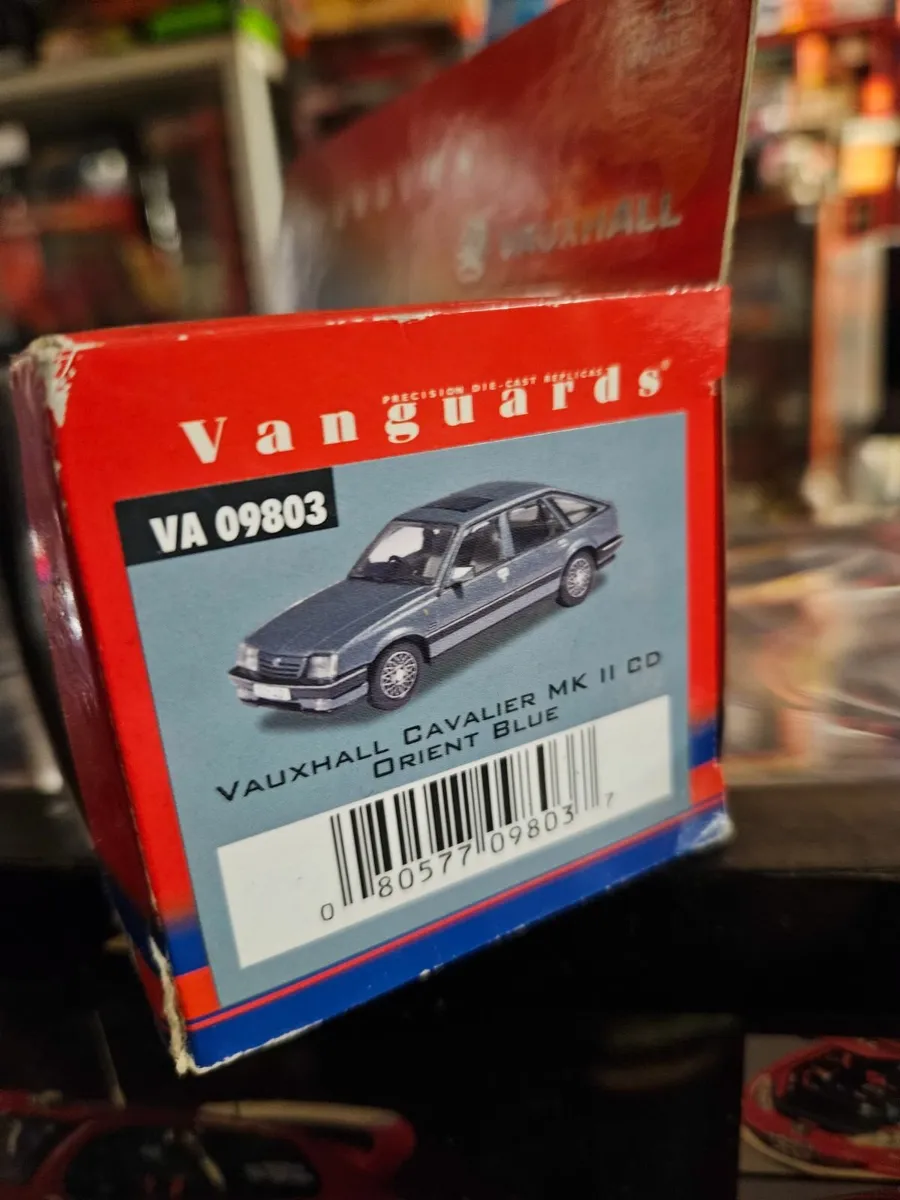 VAUXHALL
PRECISION DIE-CAST REPLICAS
Vanguards
VA 09803
VAUXHALL CAVALIER MK II CD
ORIENT BLUE
0 80577 09803 7